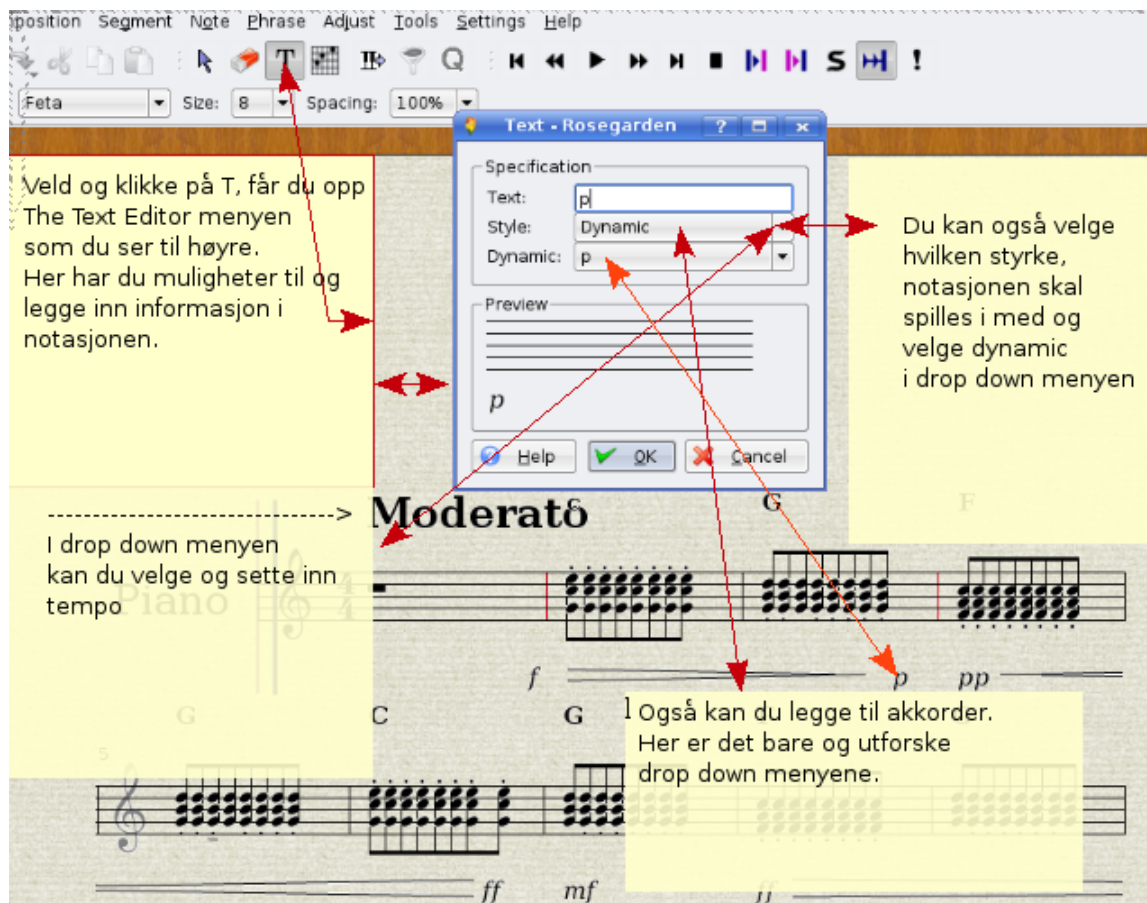 position Segment Note Phrase Adjust Tools Settings Help
T Q S !
Feta Size: 8 Spacing: 100%
Text - Rosegarden ?
Veld og klikke på T, får du opp
The Text Editor menyen
som du ser til høyre.
Her har du muligheter til og
legge inn informasjon i
notasjonen.
Specification
Text: p
Style: Dynamic
Dynamic: p
Preview
p
Help OK Cancel
Du kan også velge
hvilken styrke,
notasjonen skal
spilles i med og
velge dynamic
i drop down menyen
------------------------------>
I drop down menyen
kan du velge og sette inn
tempo
Moderato G F
Piano 4 4
f p pp
Også kan du legge til akkorder.
Her er det bare og utforske
drop down menyene.
G C G
5
ff mf ff